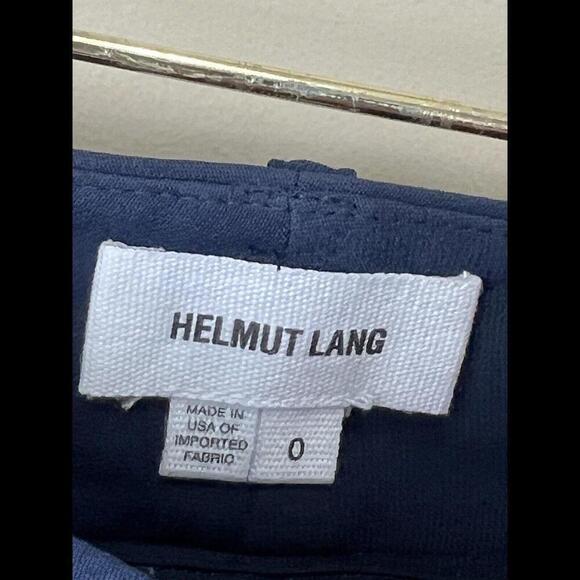 HELMUT LANG
MADE IN
USA OF
IMPORTED
FABRIC
0